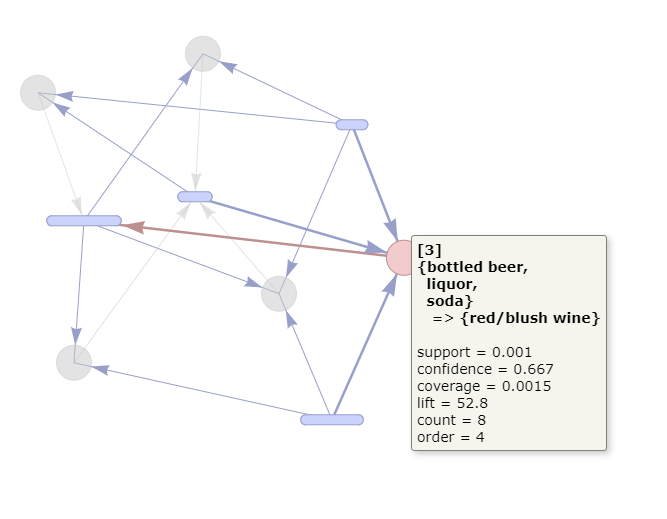 [3]
{bottled beer,
liquor,
soda}
=> {red/blush wine}
support = 0.001
confidence = 0.667
coverage = 0.0015
lift = 52.8
count = 8
order = 4